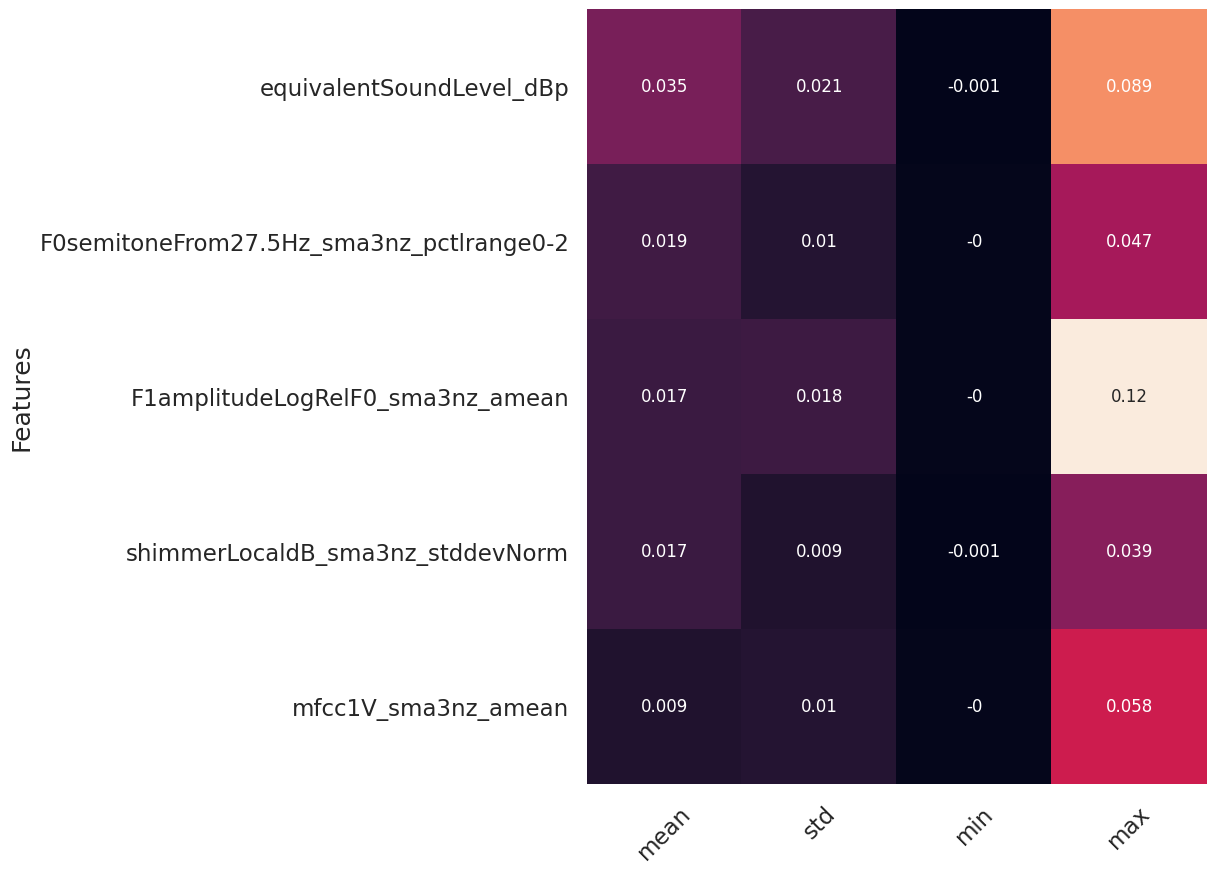 Features
equivalentSoundLevel_dBp 0.035 0.021 -0.001 0.089
F0semitoneFrom27.5Hz_sma3nz_pctlrange0-2 0.019 0.01 -0 0.047
F1amplitudeLogRelF0_sma3nz_amean 0.017 0.018 -0 0.12
shimmerLocaldB_sma3nz_stddevNorm 0.017 0.009 -0.001 0.039
mfcc1V_sma3nz_amean 0.009 0.01 -0 0.058
mean std min max